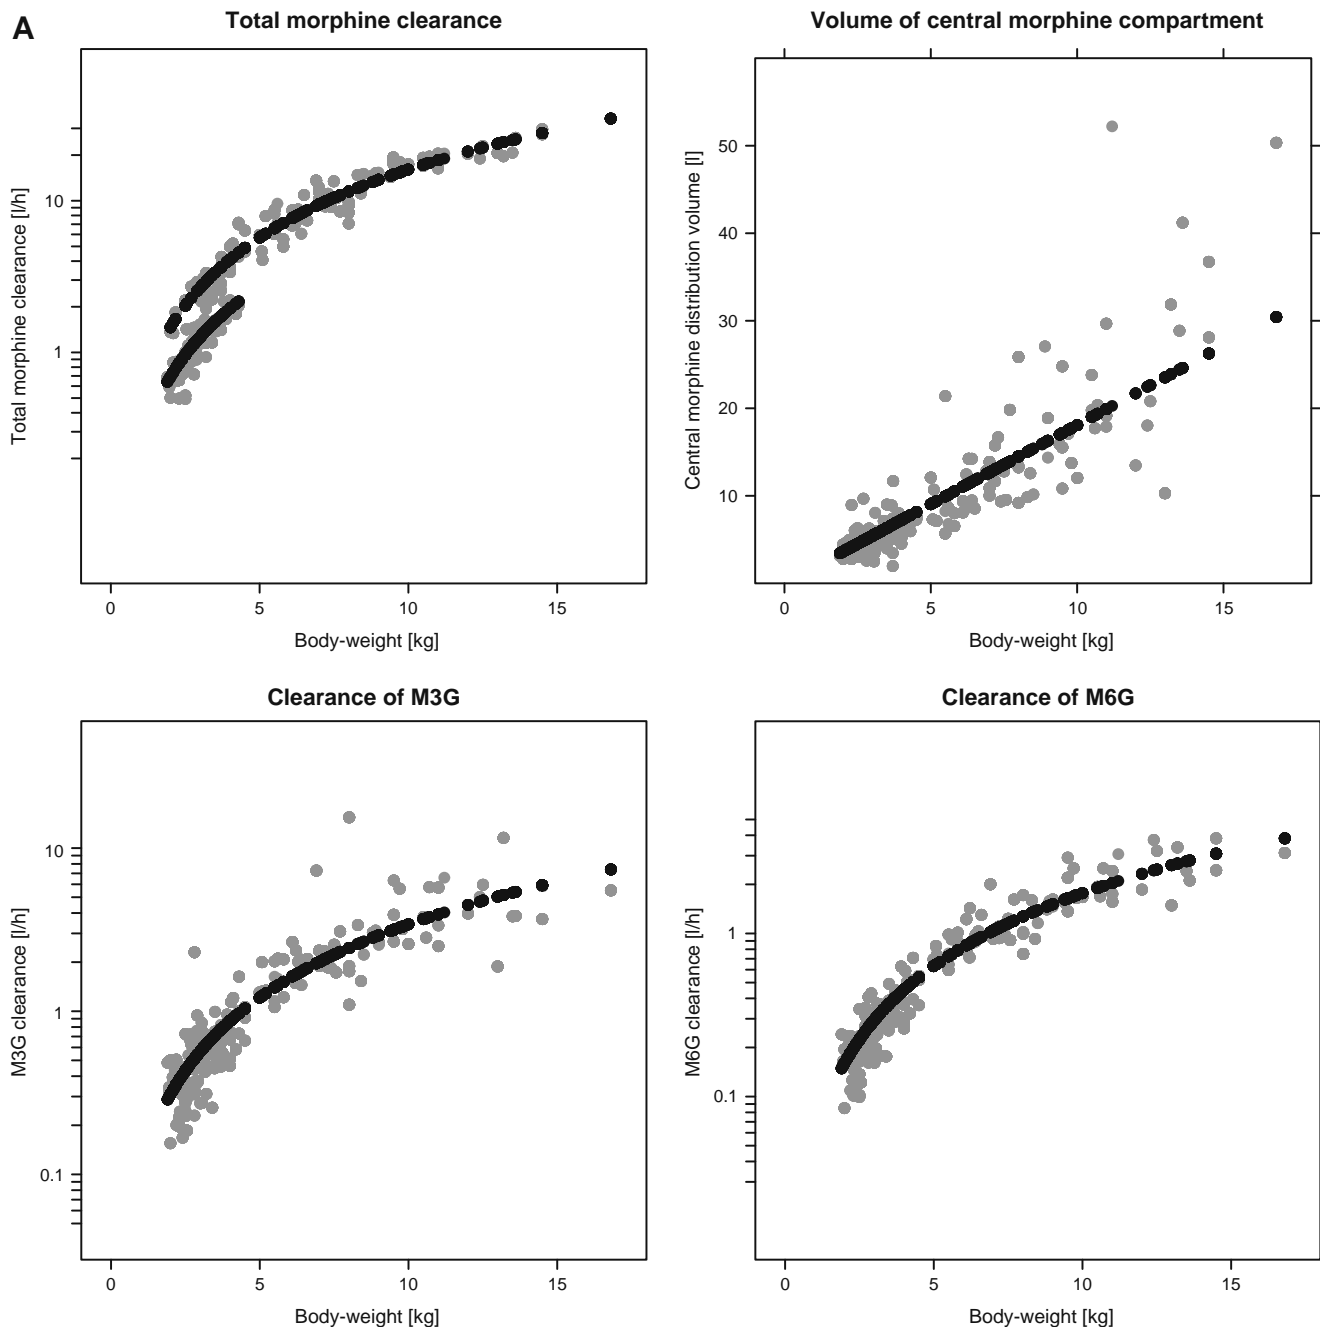 A
Total morphine clearance
Total morphine clearance [l/h]
10
1
0 5 10 15
Body-weight [kg]
Volume of central morphine compartment
Central morphine distribution volume [l]
50
40
30
20
10
0 5 10 15
Body-weight [kg]
Clearance of M3G
M3G clearance [l/h]
10
1
0.1
0 5 10 15
Body-weight [kg]
Clearance of M6G
M6G clearance [l/h]
1
0.1
0 5 10 15
Body-weight [kg]